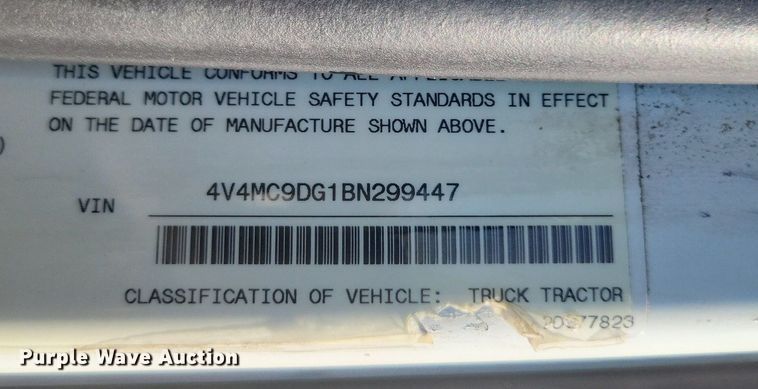 THIS VEHICLE CONFORMS TO ALL APPLICABLE
FEDERAL MOTOR VEHICLE SAFETY STANDARDS IN EFFECT
ON THE DATE OF MANUFACTURE SHOWN ABOVE.
)
VIN 4V4MC9DG1BN299447
CLASSIFICATION OF VEHICLE: TRUCK TRACTOR
Purple Wave Auction